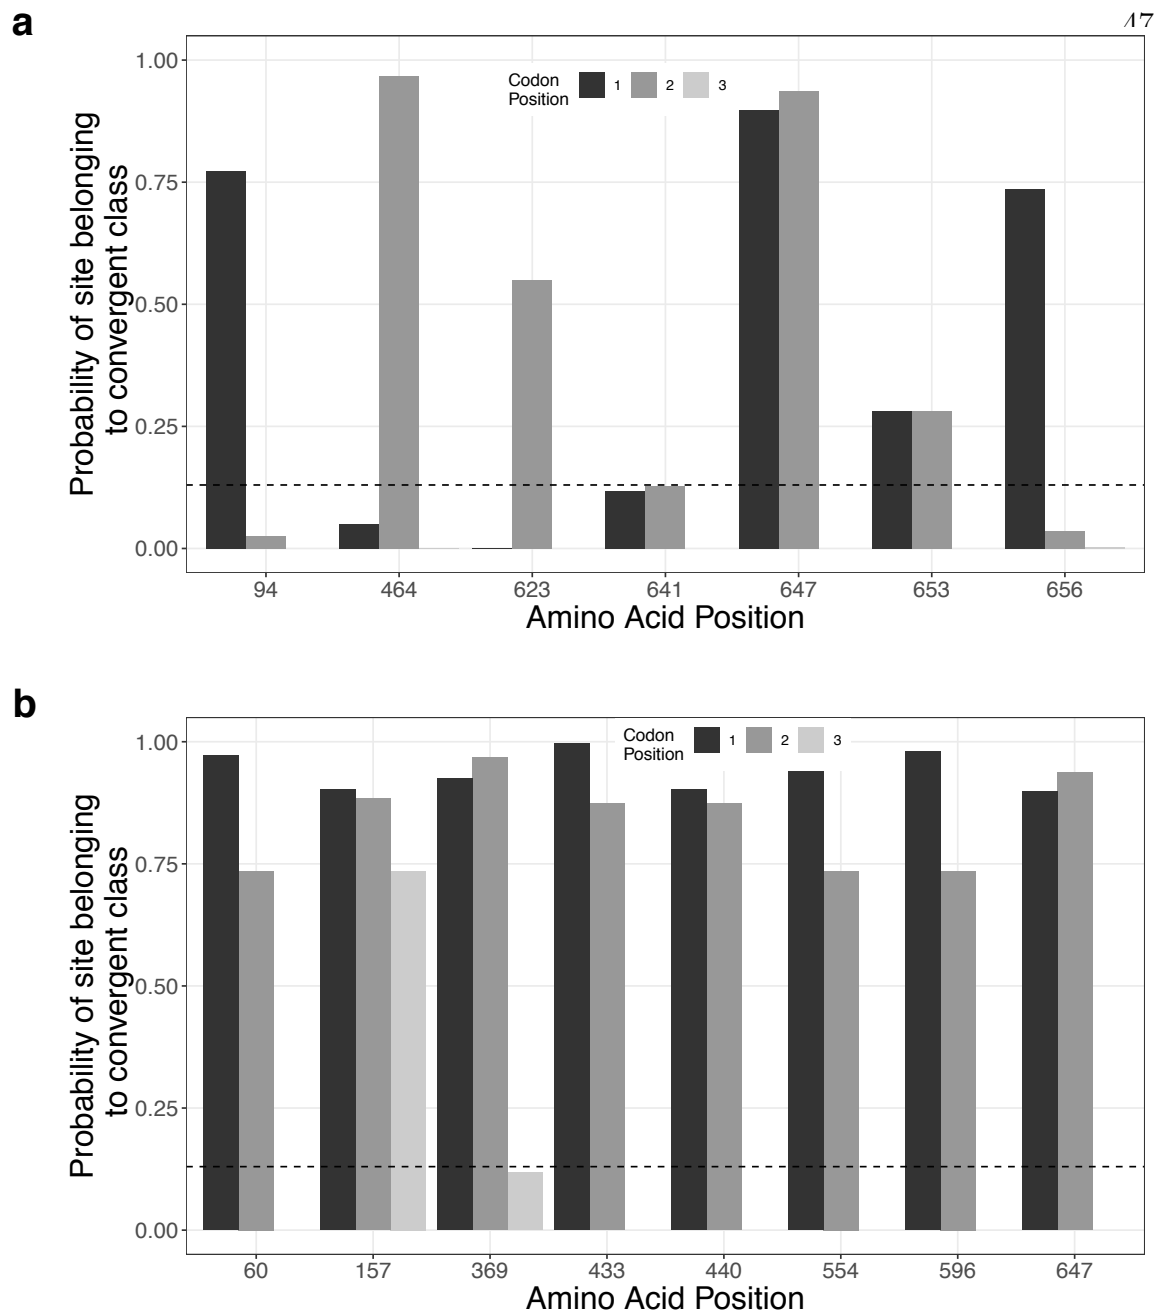 a
47
Probability of site belonging
to convergent class
1.00
0.75
0.50
0.25
0.00
Codon
Position
1 2 3
94 464 623 641 647 653 656
Amino Acid Position
b
Probability of site belonging
to convergent class
1.00
0.75
0.50
0.25
0.00
Codon
Position
1 2 3
60 157 369 433 440 554 596 647
Amino Acid Position